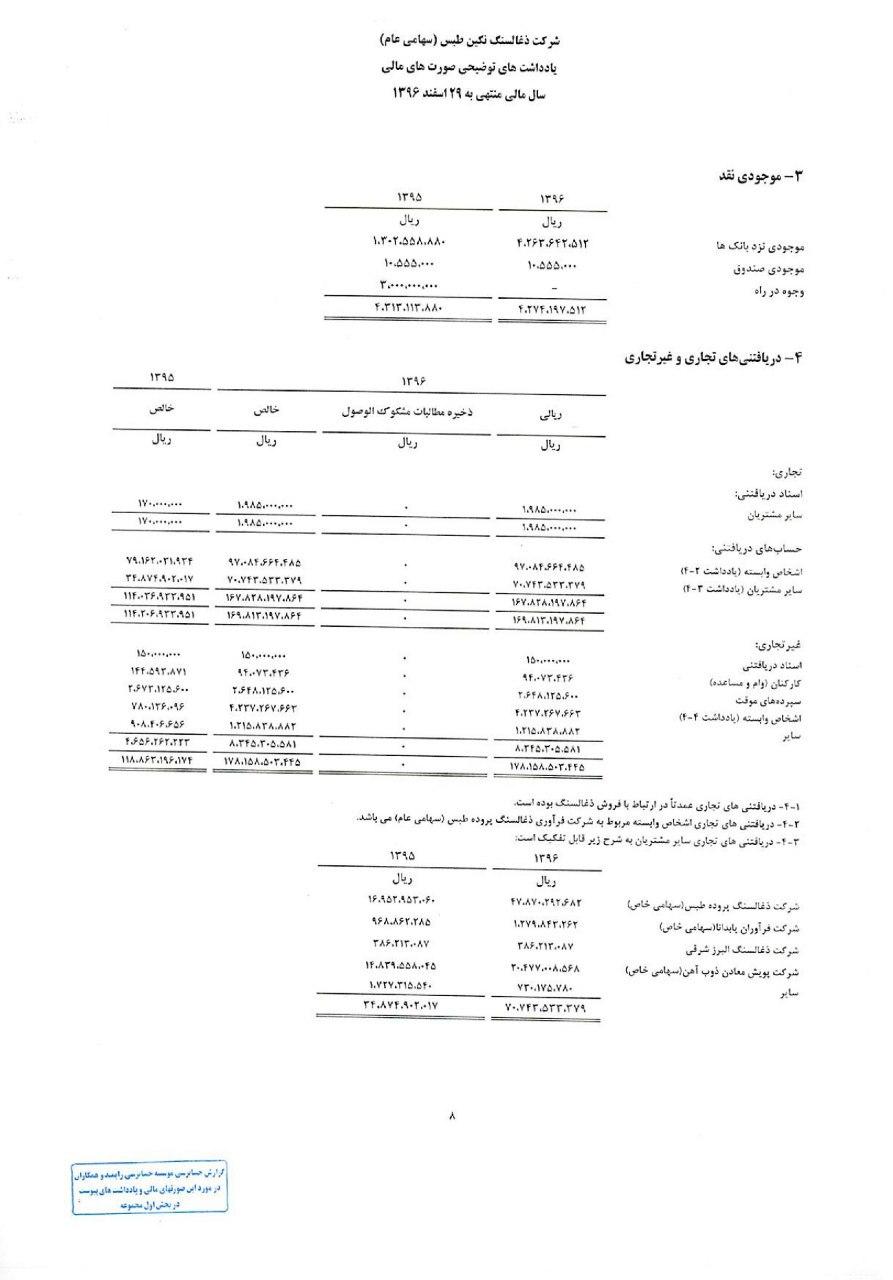 شرکت ذغالسنگ نگین طبس (سهامی عام)
یادداشت های توضیحی صورت های مالی
سال مالی منتهی به ۲۹ اسفند ۱۳۹۶
۳- موجودی نقد
۱۳۹۶ ۱۳۹۵
ریال ریال
موجودی نزد بانک ها ۴،۲۶۳،۶۴۲،۵۱۲ ۱،۳۰۲،۵۵۸،۸۸۰
موجودی صندوق ۱۰،۵۵۵،۰۰۰ ۱۰،۵۵۵،۰۰۰
وجوه در راه – ۳،۰۰۰،۰۰۰،۰۰۰
۴،۲۷۴،۱۹۷،۵۱۲ ۴،۳۱۳،۱۱۳،۸۸۰
۴- دریافتنی‌های تجاری و غیرتجاری
۱۳۹۶ ۱۳۹۵
ریالی ذخیره مطالبات مشکوک الوصول خالص خالص
ریال ریال ریال ریال
تجاری:
اسناد دریافتنی:
سایر مشتریان ۱،۹۸۵،۰۰۰،۰۰۰ ۰ ۱،۹۸۵،۰۰۰،۰۰۰ ۱۷۰،۰۰۰،۰۰۰
۱،۹۸۵،۰۰۰،۰۰۰ ۰ ۱،۹۸۵،۰۰۰،۰۰۰ ۱۷۰،۰۰۰،۰۰۰
حساب‌های دریافتنی:
اشخاص وابسته (یادداشت ۲-۴) ۹۷،۰۸۴،۶۶۴،۴۸۵ ۰ ۹۷،۰۸۴،۶۶۴،۴۸۵ ۷۹،۱۶۲،۰۳۱،۹۳۴
سایر مشتریان (یادداشت ۳-۴) ۷۰،۷۴۳،۵۳۳،۳۷۹ ۰ ۷۰،۷۴۳،۵۳۳،۳۷۹ ۳۴،۸۷۴،۹۰۲،۰۱۷
۱۶۷،۸۲۸،۱۹۷،۸۶۴ ۰ ۱۶۷،۸۲۸،۱۹۷،۸۶۴ ۱۱۴،۰۳۶،۹۳۳،۹۵۱
۱۶۹،۸۱۳،۱۹۷،۸۶۴ ۰ ۱۶۹،۸۱۳،۱۹۷،۸۶۴ ۱۱۴،۲۰۶،۹۳۳،۹۵۱
غیرتجاری:
اسناد دریافتنی ۱۵۰،۰۰۰،۰۰۰ ۰ ۱۵۰،۰۰۰،۰۰۰ ۱۵۰،۰۰۰،۰۰۰
کارکنان (وام و مساعده) ۹۴،۰۷۳،۴۳۶ ۰ ۹۴،۰۷۳،۴۳۶ ۱۴۴،۵۹۳،۸۷۱
سپرده‌های موقت ۲،۶۴۸،۱۲۵،۶۰۰ ۰ ۲،۶۴۸،۱۲۵،۶۰۰ ۲،۶۷۳،۱۲۵،۶۰۰
اشخاص وابسته (یادداشت ۴-۴) ۴،۲۳۷،۲۶۷،۶۶۳ ۰ ۴،۲۳۷،۲۶۷،۶۶۳ ۷۸۰،۱۳۶،۰۹۶
سایر ۱،۲۱۵،۸۳۸،۸۸۲ ۰ ۱،۲۱۵،۸۳۸،۸۸۲ ۹۰۸،۴۰۶،۶۵۶
۸،۳۴۵،۳۰۵،۵۸۱ ۰ ۸،۳۴۵،۳۰۵،۵۸۱ ۴،۶۵۶،۲۶۲،۲۲۳
۱۷۸،۱۵۸،۵۰۳،۴۴۵ ۰ ۱۷۸،۱۵۸،۵۰۳،۴۴۵ ۱۱۸،۸۶۳،۱۹۶،۱۷۴
۴-۱- دریافتنی های تجاری عمدتاً در ارتباط با فروش ذغالسنگ بوده است.
۴-۲- دریافتنی های تجاری اشخاص وابسته مربوط به شرکت فرآوری ذغالسنگ پروده طبس (سهامی عام) می باشد.
۴-۳- دریافتنی های تجاری سایر مشتریان به شرح زیر قابل تفکیک است:
۱۳۹۶ ۱۳۹۵
ریال ریال
شرکت ذغالسنگ پروده طبس(سهامی خاص) ۴۷،۸۷۰،۲۹۲،۶۸۲ ۱۶،۹۵۲،۹۵۳،۰۶۰
شرکت فرآوران پابدانا(سهامی خاص) ۱،۲۷۹،۸۴۳،۲۶۲ ۹۶۸،۸۶۲،۲۸۵
شرکت ذغالسنگ البرز شرقی ۳۸۶،۲۱۳،۰۸۷ ۳۸۶،۲۱۳،۰۸۷
شرکت پویش معادن ذوب آهن(سهامی خاص) ۲۰،۴۷۷،۰۰۸،۵۶۸ ۱۴،۸۳۹،۵۵۸،۰۴۵
سایر ۷۳۰،۱۷۵،۷۸۰ ۱،۷۲۷،۳۱۵،۵۴۰
۷۰،۷۴۳،۵۳۳،۳۷۹ ۳۴،۸۷۴،۹۰۲،۰۱۷
۸
گزارش حسابرسی موسسه حسابرسی رایمند و همکاران
در مورد این صورتهای مالی و یادداشت های پیوست
در بخش اول مجموعه